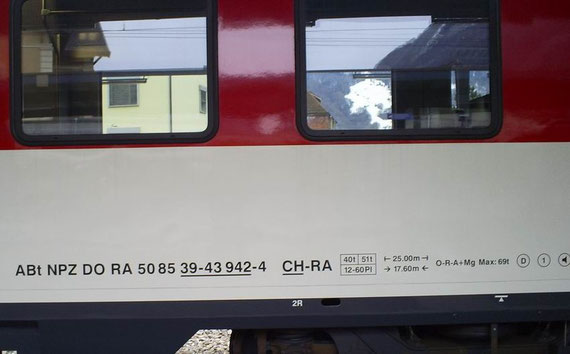 ABt NPZ DO RA 50 85 39-43 942-4 CH-RA
40t 51t
12-60Pl
25.00m
17.60m
O-R-A+Mg Max: 69t
D 1
2R